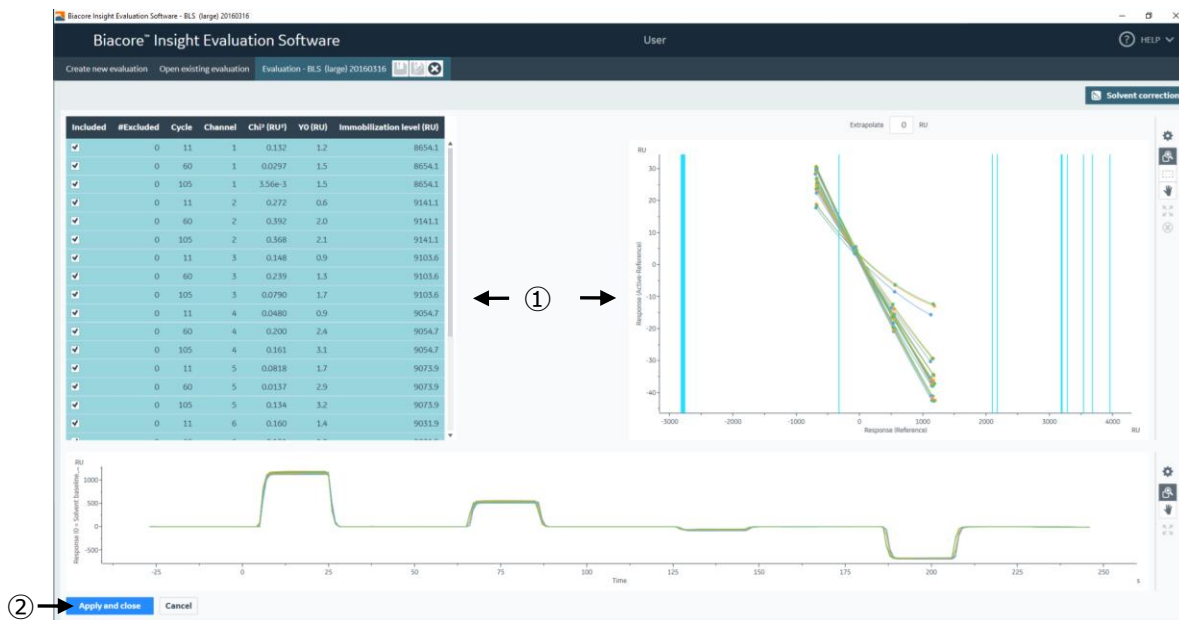 Biacore Insight Evaluation Software - BLS (large) 20160316
Biacore™ Insight Evaluation Software
User
HELP
Create new evaluation Open existing evaluation Evaluation - BLS (large) 20160316
Solvent correction
Included #Excluded Cycle Channel Chi² (RU²) Y0 (RU) Immobilization level (RU)
0 11 1 0.132 1.2 8654.1
0 60 1 0.0297 1.5 8654.1
0 105 1 3.56e-3 1.5 8654.1
0 11 2 0.272 0.6 9141.1
0 60 2 0.392 2.0 9141.1
0 105 2 0.368 2.1 9141.1
0 11 3 0.148 0.9 9103.6
0 60 3 0.239 1.3 9103.6
0 105 3 0.0790 1.7 9103.6
0 11 4 0.0480 0.9 9054.7
0 60 4 0.200 2.4 9054.7
0 105 4 0.161 3.1 9054.7
0 11 5 0.0818 1.7 9073.9
0 60 5 0.0137 2.9 9073.9
0 105 5 0.134 3.2 9073.9
0 11 6 0.160 1.4 9031.9
①
Extrapolate 0 RU
RU
30
20
10
0
-10
-20
-30
-40
Response (Active-Reference)
-3000 -2000 -1000 0 1000 2000 3000 4000 RU
Response (Reference)
RU
1000
500
0
-500
Response ID = Solvent baseline...
-25 0 25 50 75 100 125 150 175 200 225 250 s
Time
② Apply and close Cancel